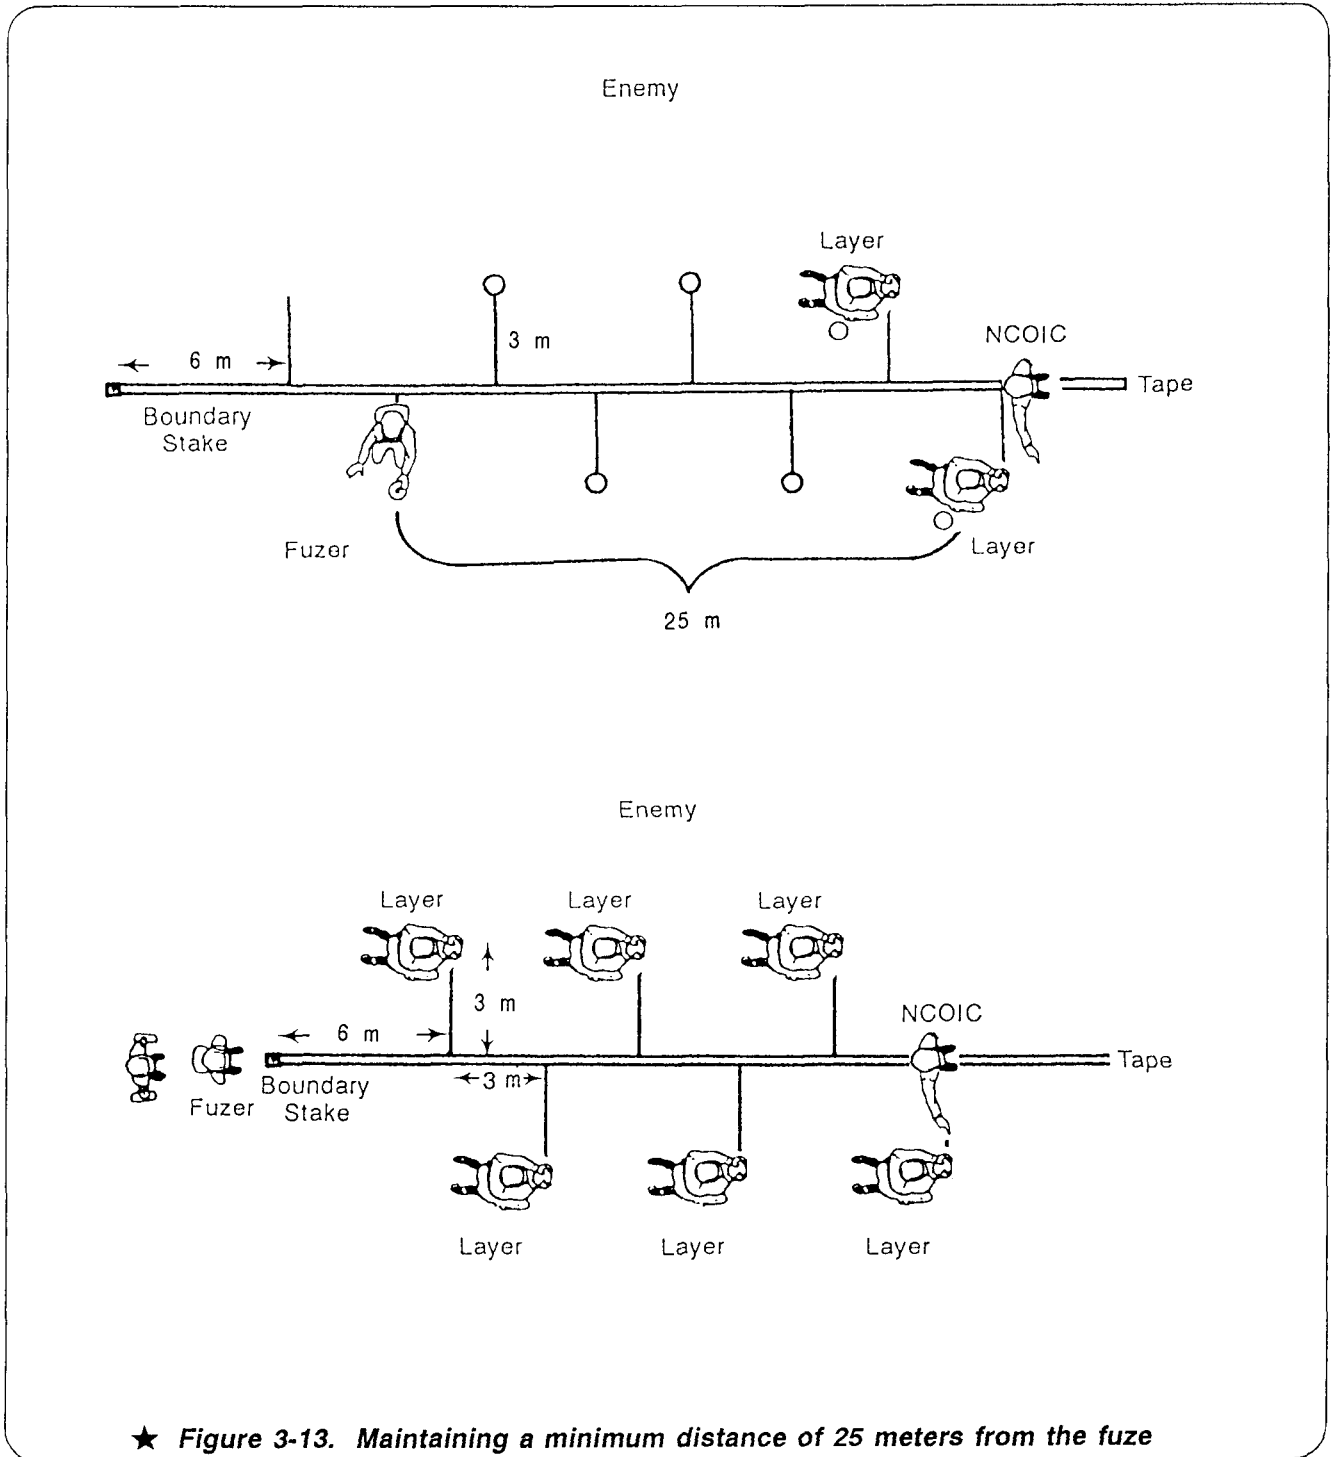 Enemy
Layer
NCOIC
3 m
6 m
Tape
Boundary
Stake
Fuzer
Layer
25 m
Enemy
Layer Layer Layer
3 m
NCOIC
6 m
Tape
3 m
Boundary
Fuzer Stake
Layer Layer Layer
★ Figure 3-13. Maintaining a minimum distance of 25 meters from the fuze